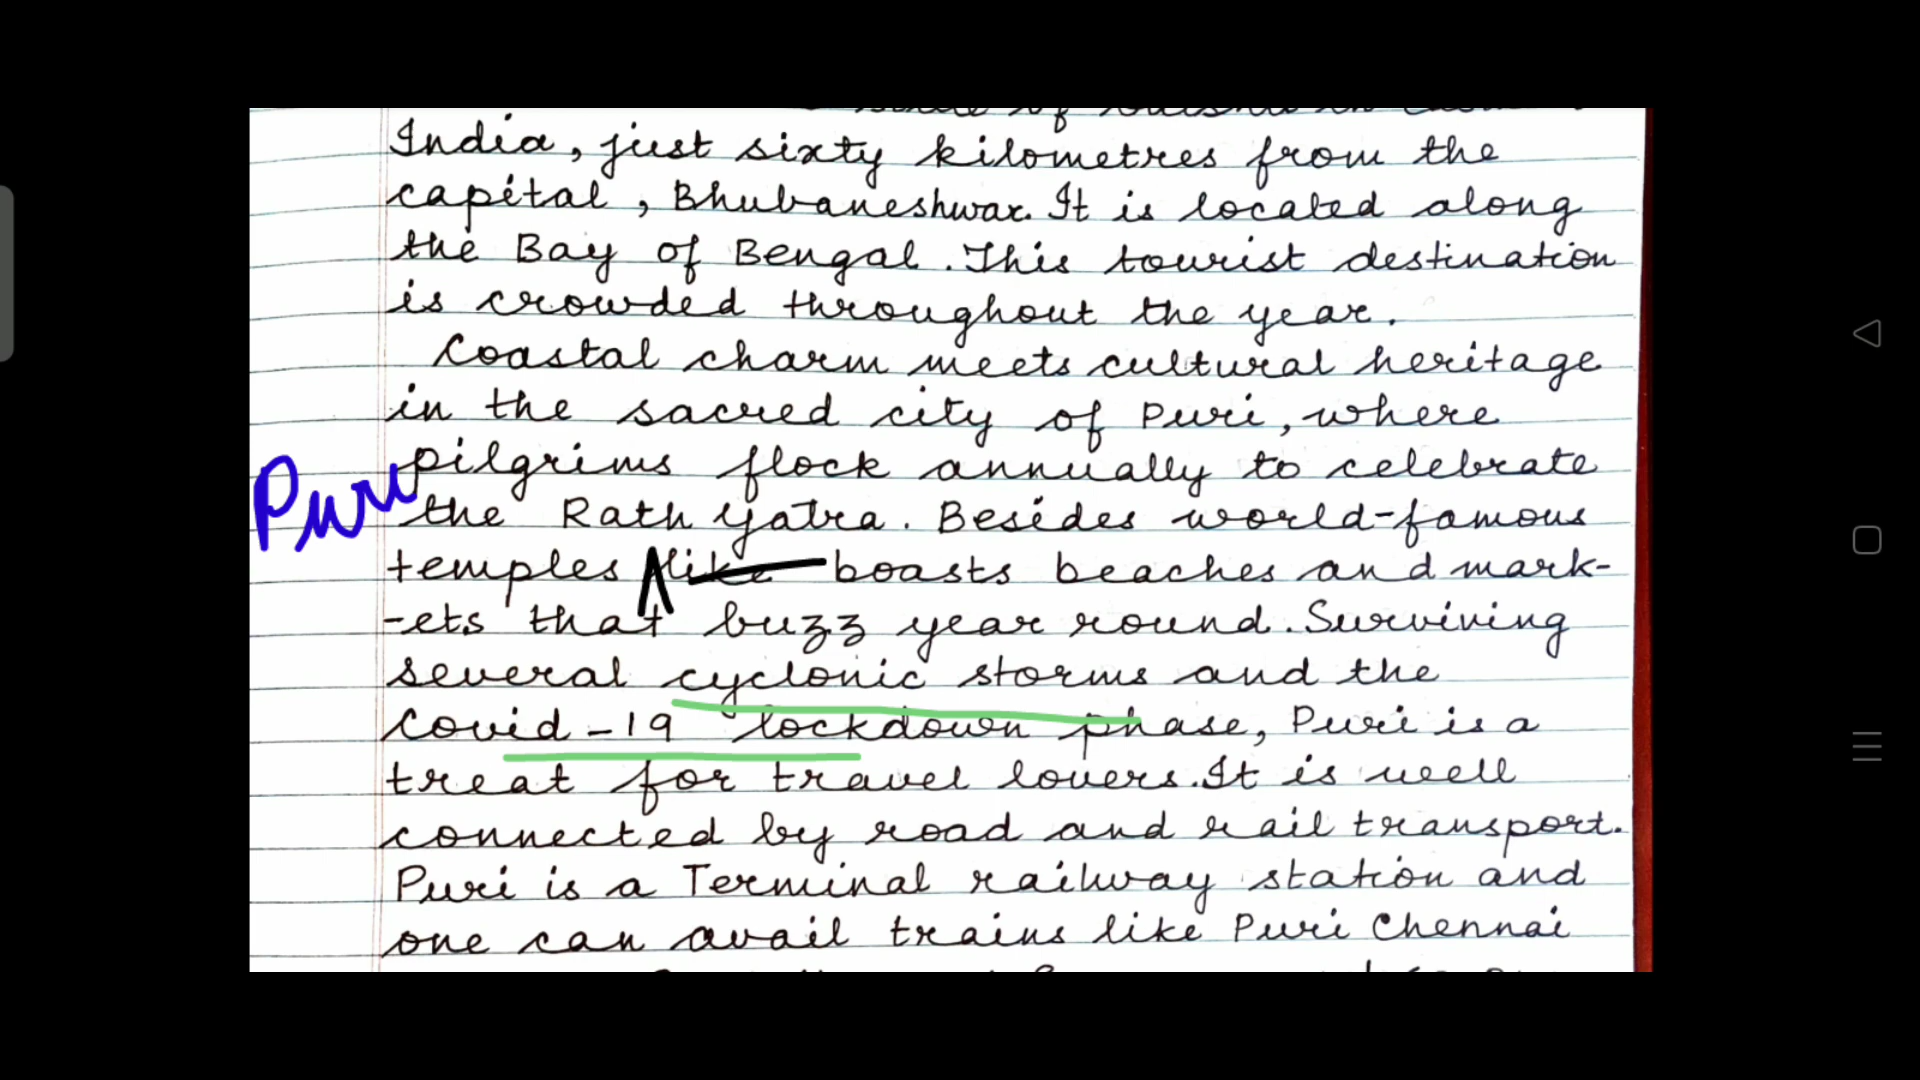 India, just sixty kilometres from the
capital, Bhubaneshwar. It is located along
the Bay of Bengal. This tourist destination
is crowded throughout the year.
Coastal charm meets cultural heritage
in the sacred city of Puri, where
pilgrims flock annually to celebrate
Puri
the Rath Yatra. Besides world-famous
temples like boasts beaches and mark-
-ets that buzz year round. Surviving
several cyclonic storms and the
Covid-19 lockdown phase, Puri is a
treat for travel lovers. It is well
connected by road and rail transport.
Puri is a Terminal railway station and
one can avail trains like Puri Chennai